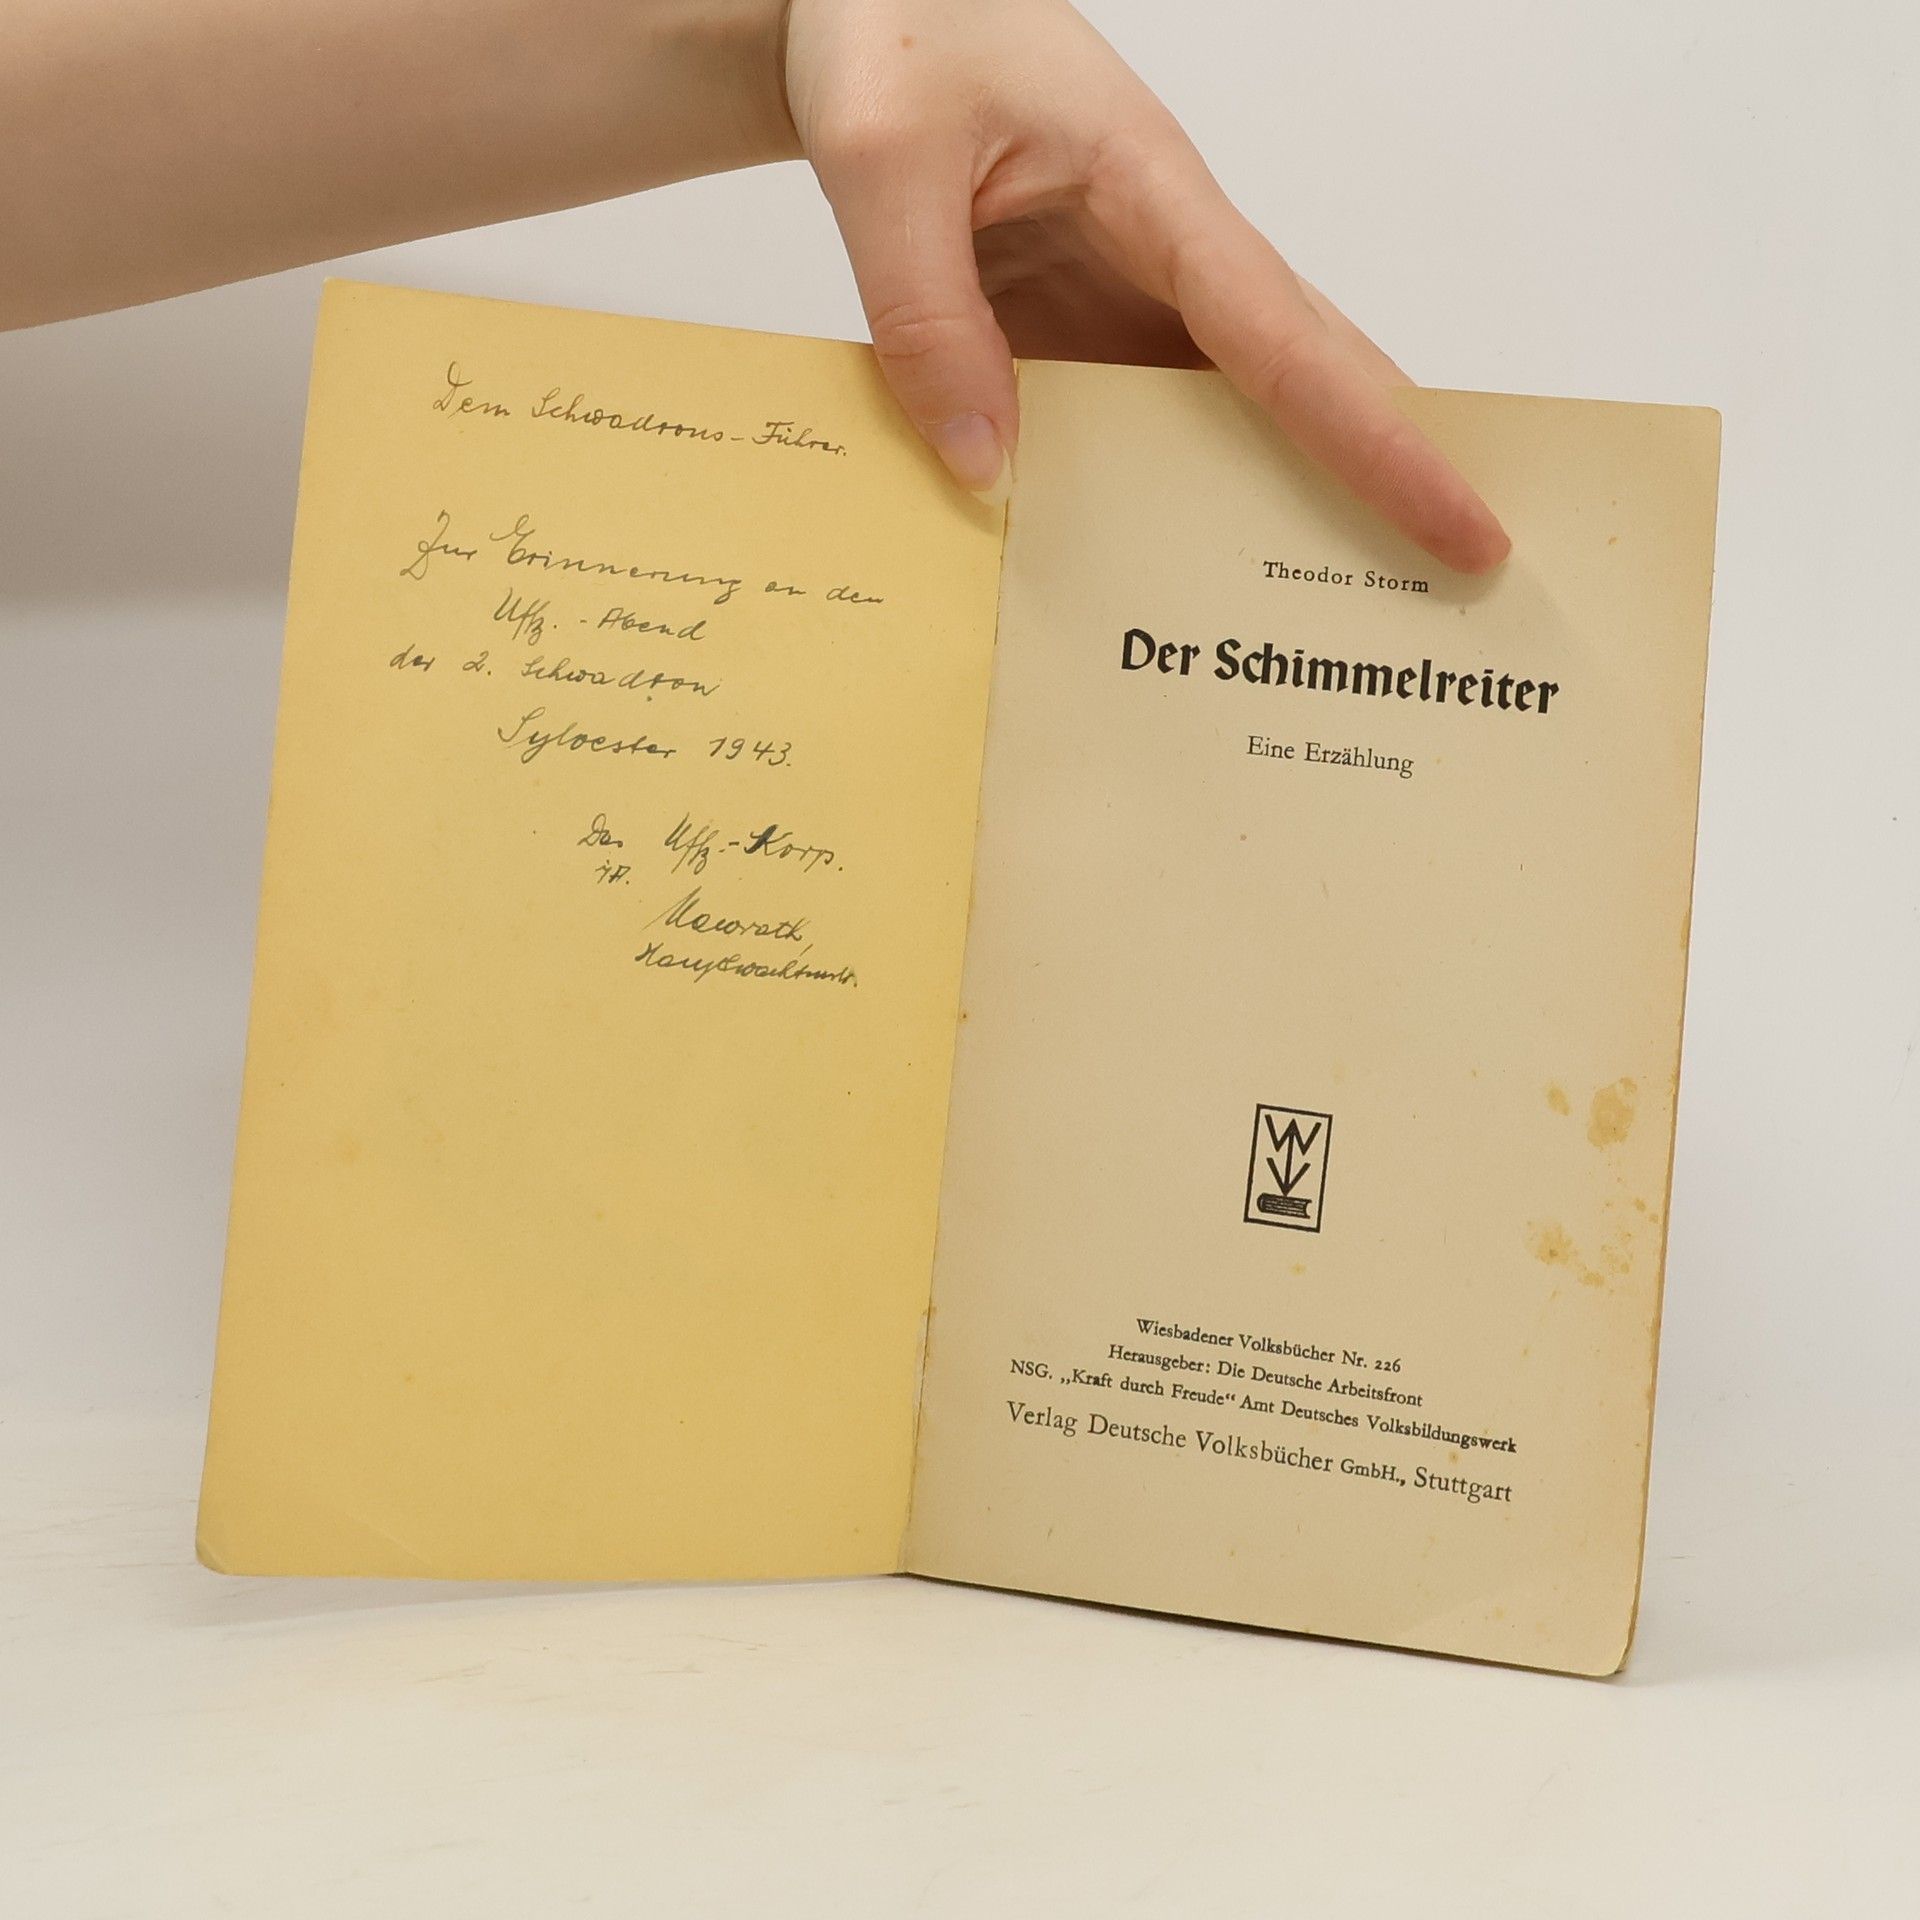 Dem Schwadrons-Führer.
Zur Erinnerung an den
Uffz.-Abend
der 2. Schwadron
Sylvester 1943.
Das Uffz.-Korp.
i.A.
Mawrath,
Hauptwachtmstr.
Theodor Storm
Der Schimmelreiter
Eine Erzählung
Wiesbadener Volksbücher Nr. 226
Herausgeber: Die Deutsche Arbeitsfront
NSG. „Kraft durch Freude“ Amt Deutsches Volksbildungswerk
Verlag Deutsche Volksbücher GmbH., Stuttgart